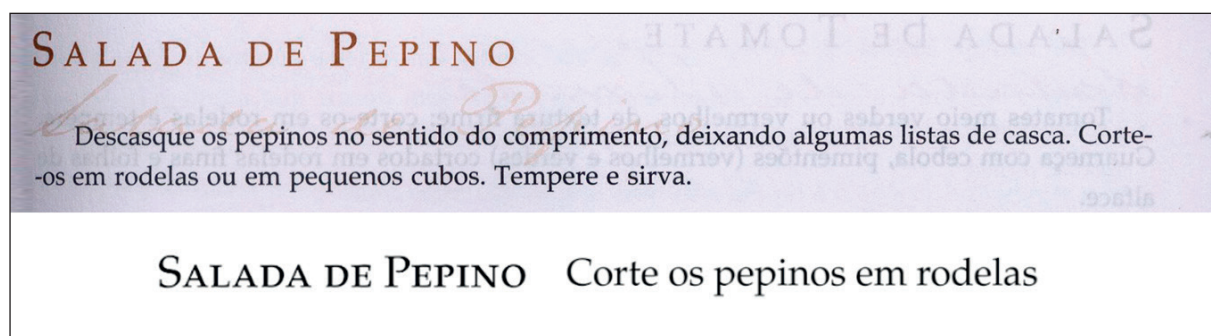 SALADA DE PEPINO
Descasque os pepinos no sentido do comprimento, deixando algumas listas de casca. Corte-
-os em rodelas ou em pequenos cubos. Tempere e sirva.
SALADA DE PEPINO Corte os pepinos em rodelas